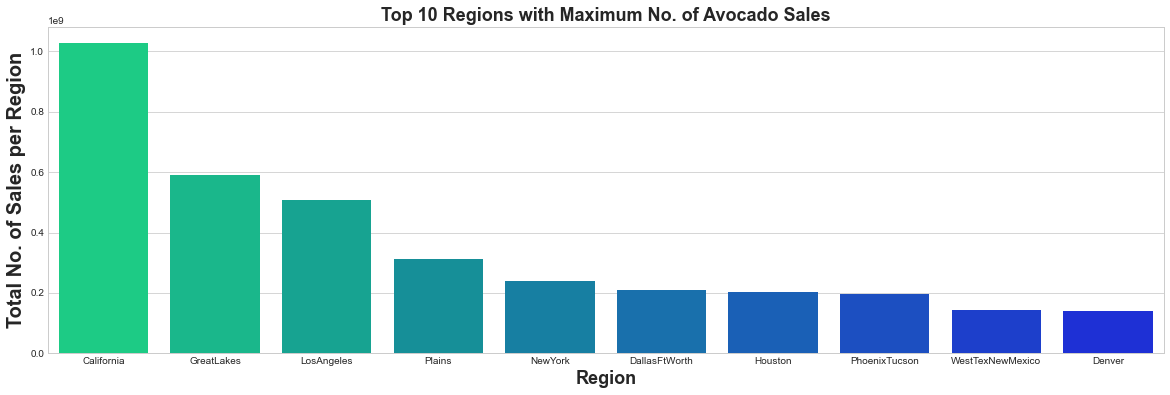 Top 10 Regions with Maximum No. of Avocado Sales
1e9
Total No. of Sales per Region
1.0
0.8
0.6
0.4
0.2
0.0
California GreatLakes LosAngeles Plains NewYork DallasFtWorth Houston PhoenixTucson WestTexNewMexico Denver
Region